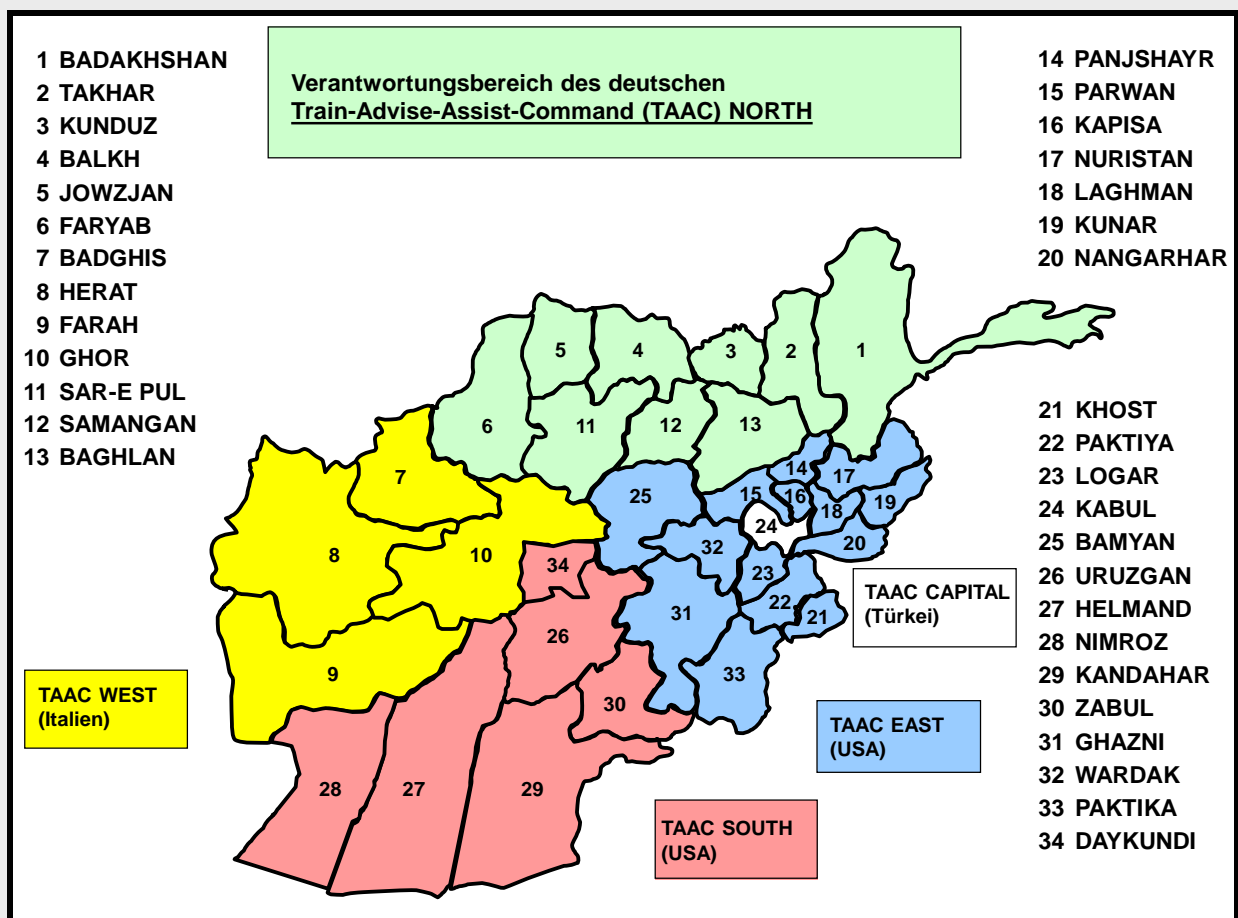 1 BADAKHSHAN
2 TAKHAR
3 KUNDUZ
4 BALKH
5 JOWZJAN
6 FARYAB
7 BADGHIS
8 HERAT
9 FARAH
10 GHOR
11 SAR-E PUL
12 SAMANGAN
13 BAGHLAN
Verantwortungsbereich des deutschen
Train-Advise-Assist-Command (TAAC) NORTH
14 PANJSHAYR
15 PARWAN
16 KAPISA
17 NURISTAN
18 LAGHMAN
19 KUNAR
20 NANGARHAR
21 KHOST
22 PAKTIYA
23 LOGAR
24 KABUL
25 BAMYAN
26 URUZGAN
27 HELMAND
28 NIMROZ
29 KANDAHAR
30 ZABUL
31 GHAZNI
32 WARDAK
33 PAKTIKA
34 DAYKUNDI
5
4
3
2
1
6
11
12
13
7
25
14
17
15
16
19
18
24
20
8
10
32
34
23
22
21
31
26
9
33
30
28
27
29
TAAC CAPITAL
(Türkei)
TAAC WEST
(Italien)
TAAC EAST
(USA)
TAAC SOUTH
(USA)